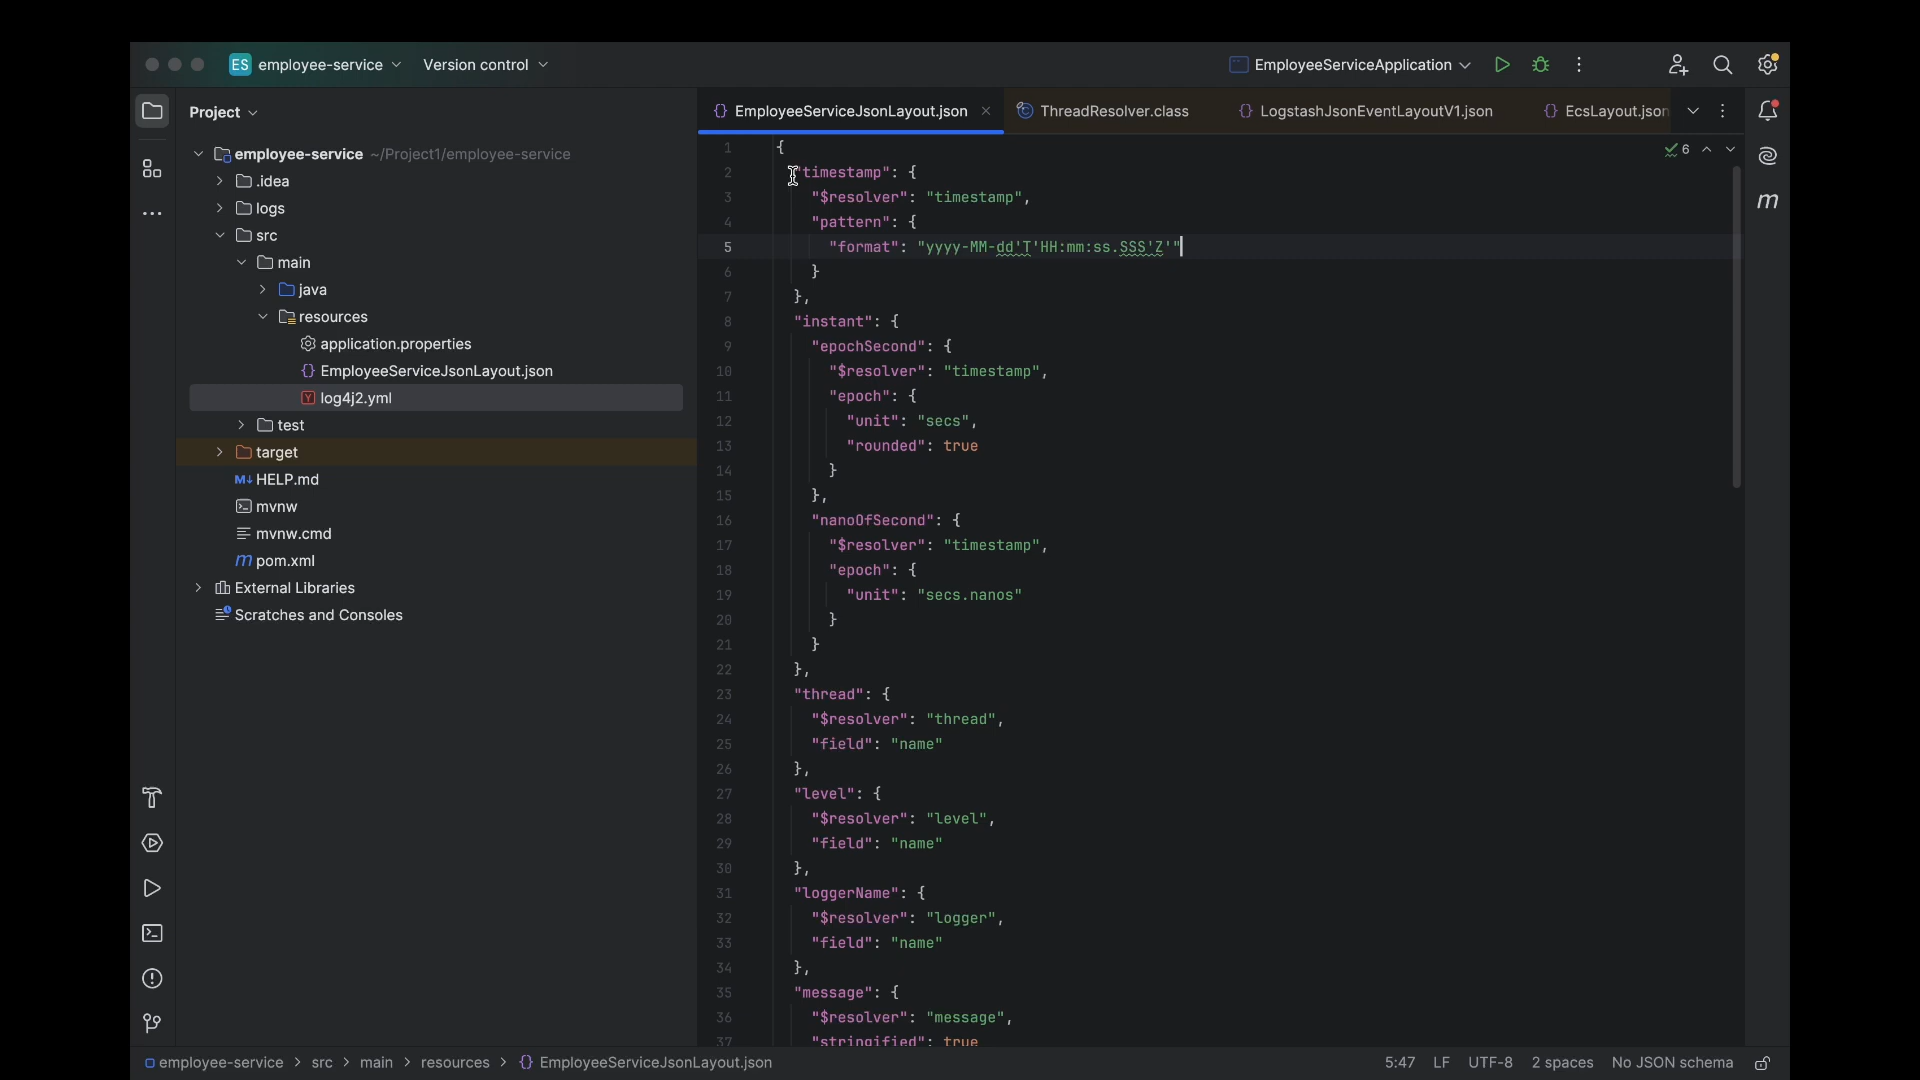 ES employee-service Version control EmployeeServiceApplication
Project
EmployeeServiceJsonLayout.json ThreadResolver.class LogstashJsonEventLayoutV1.json EcsLayout.json
employee-service ~/Project1/employee-service
.idea
logs
src
main
java
resources
application.properties
EmployeeServiceJsonLayout.json
log4j2.yml
test
target
M↓ HELP.md
mvnw
mvnw.cmd
m pom.xml
External Libraries
Scratches and Consoles
6
m
1 {
2 "timestamp": {
3 "$resolver": "timestamp",
4 "pattern": {
5 "format": "yyyy-MM-dd'T'HH:mm:ss.SSS'Z'"
6 }
7 },
8 "instant": {
9 "epochSecond": {
10 "$resolver": "timestamp",
11 "epoch": {
12 "unit": "secs",
13 "rounded": true
14 }
15 },
16 "nanoOfSecond": {
17 "$resolver": "timestamp",
18 "epoch": {
19 "unit": "secs.nanos"
20 }
21 }
22 },
23 "thread": {
24 "$resolver": "thread",
25 "field": "name"
26 },
27 "level": {
28 "$resolver": "level",
29 "field": "name"
30 },
31 "loggerName": {
32 "$resolver": "logger",
33 "field": "name"
34 },
35 "message": {
36 "$resolver": "message",
37 "stringified": true
employee-service > src > main > resources > EmployeeServiceJsonLayout.json 5:47 LF UTF-8 2 spaces No JSON schema